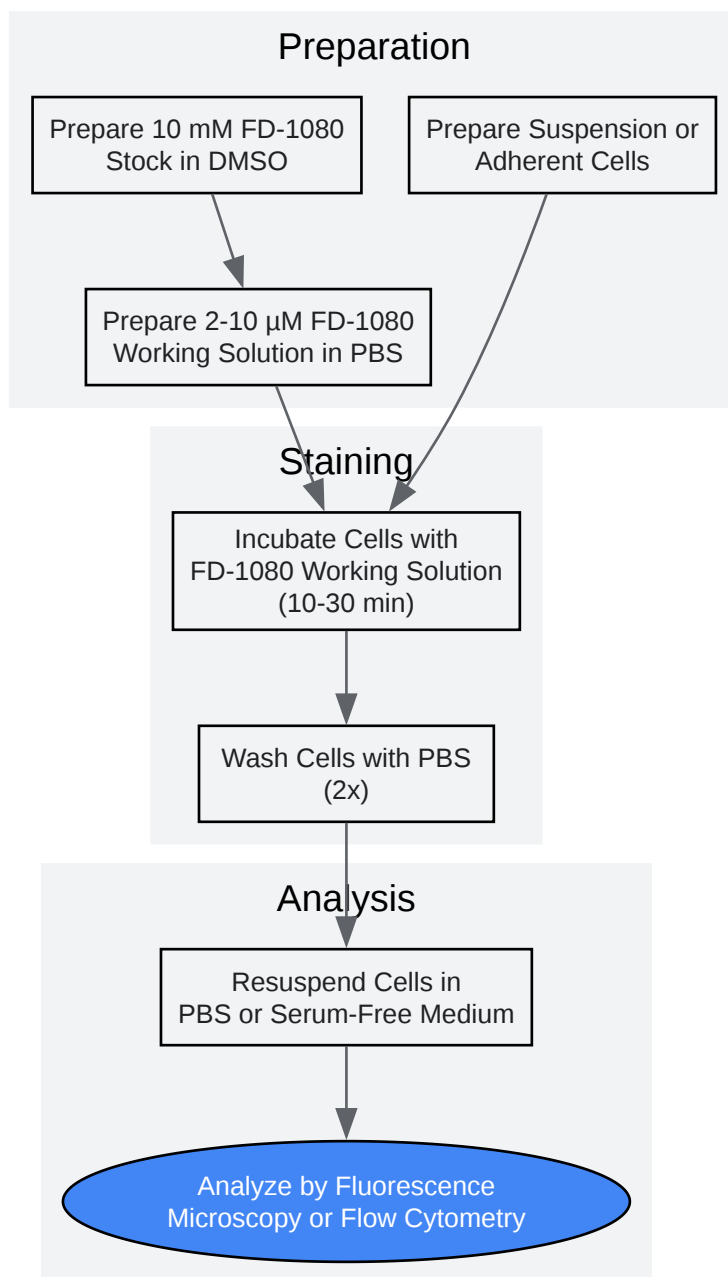 Preparation
Prepare 10 mM FD-1080
Stock in DMSO
Prepare Suspension or
Adherent Cells
Prepare 2-10 µM FD-1080
Working Solution in PBS
Staining
Incubate Cells with
FD-1080 Working Solution
(10-30 min)
Wash Cells with PBS
(2x)
Analysis
Resuspend Cells in
PBS or Serum-Free Medium
Analyze by Fluorescence
Microscopy or Flow Cytometry